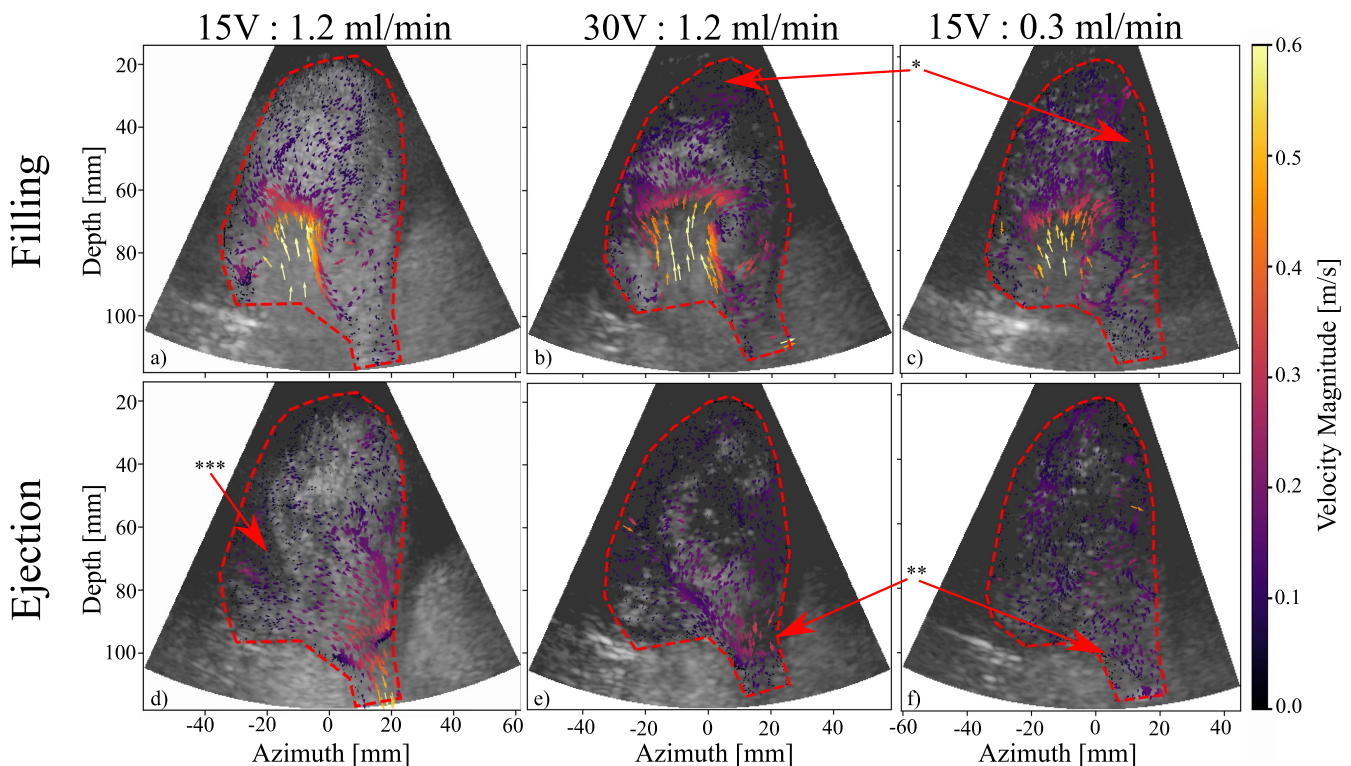 15V : 1.2 ml/min 30V : 1.2 ml/min 15V : 0.3 ml/min
Filling
Depth [mm]
20
40
60
80
100
a)
b)
c)
*
Ejection
Depth [mm]
20
40
60
80
100
***
**
d)
e)
f)
-60 -40 -20 0 20 40 60
Azimuth [mm]
-60 -40 -20 0 20 40
Azimuth [mm]
-60 -40 -20 0 20 40
Azimuth [mm]
0.6
0.5
0.4
0.3
0.2
0.1
0.0
Velocity Magnitude [m/s]